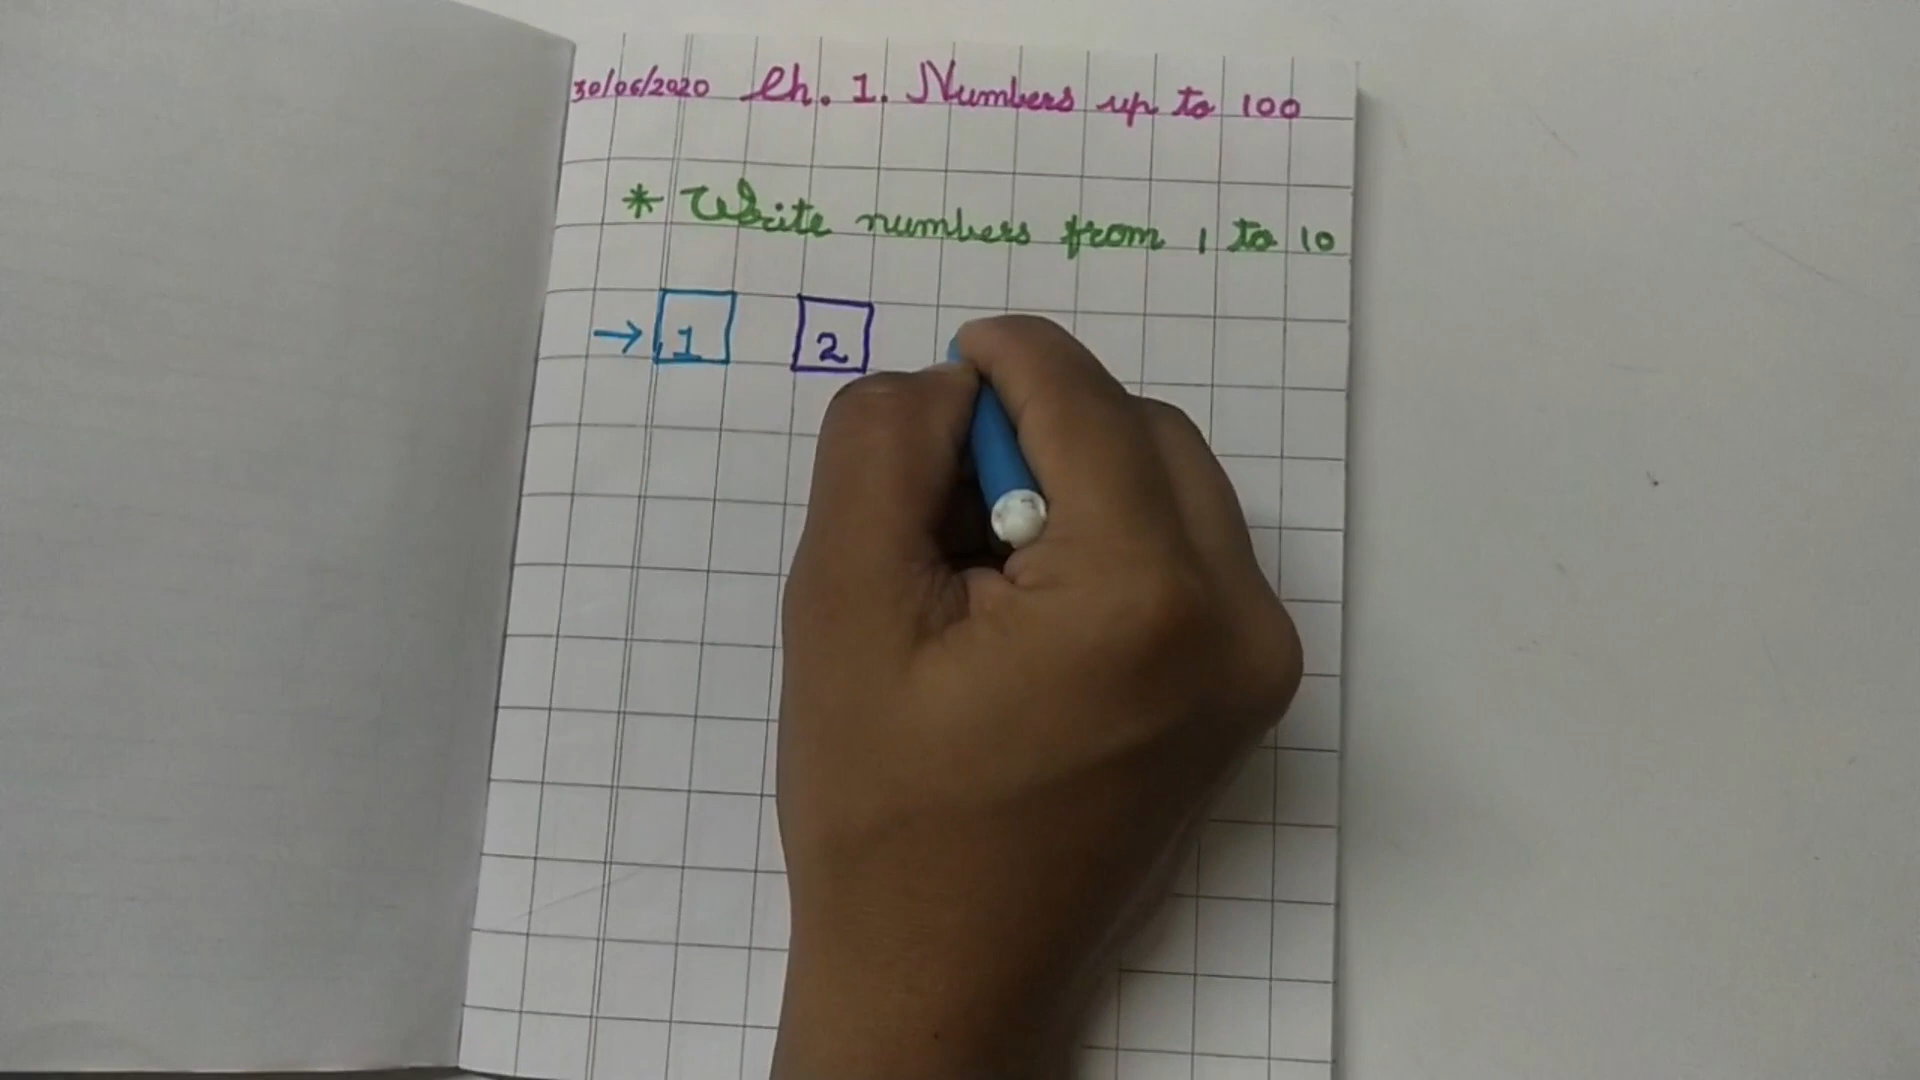 30/06/2020 Ch. 1. Numbers up to 100
* Write numbers from 1 to 10
→ 1 2